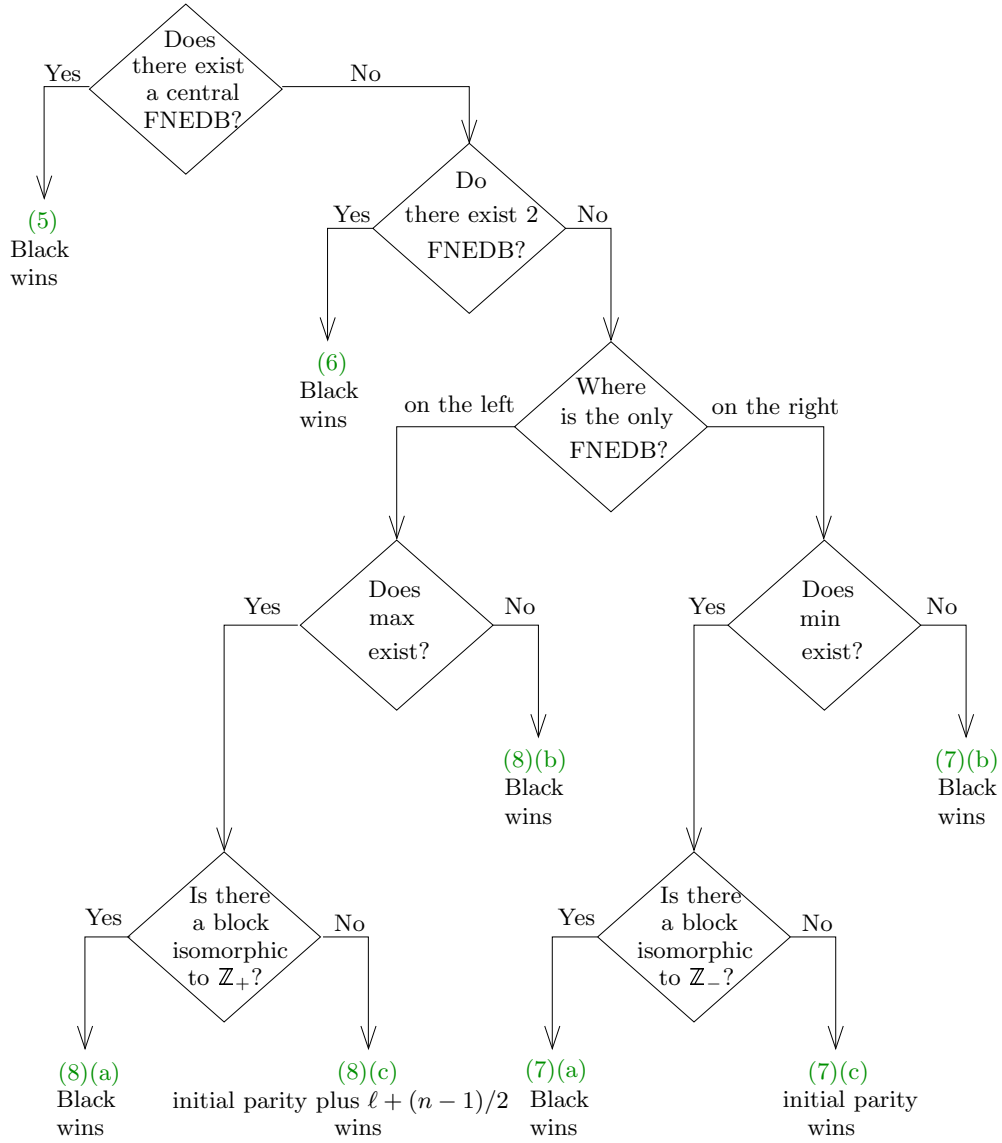 Does
there exist
a central
FNEDB?
Yes
No
(5)
Black
wins
Do
there exist 2
FNEDB?
Yes
No
(6)
Black
wins
Where
is the only
FNEDB?
on the left
on the right
Does
max
exist?
Yes
No
Does
min
exist?
Yes
No
(8)(b)
Black
wins
(7)(b)
Black
wins
Is there
a block
isomorphic
to ℤ₊?
Yes
No
Is there
a block
isomorphic
to ℤ₋?
Yes
No
(8)(a)
Black
wins
(8)(c)
initial parity plus ℓ + (n − 1)/2
wins
(7)(a)
Black
wins
(7)(c)
initial parity
wins